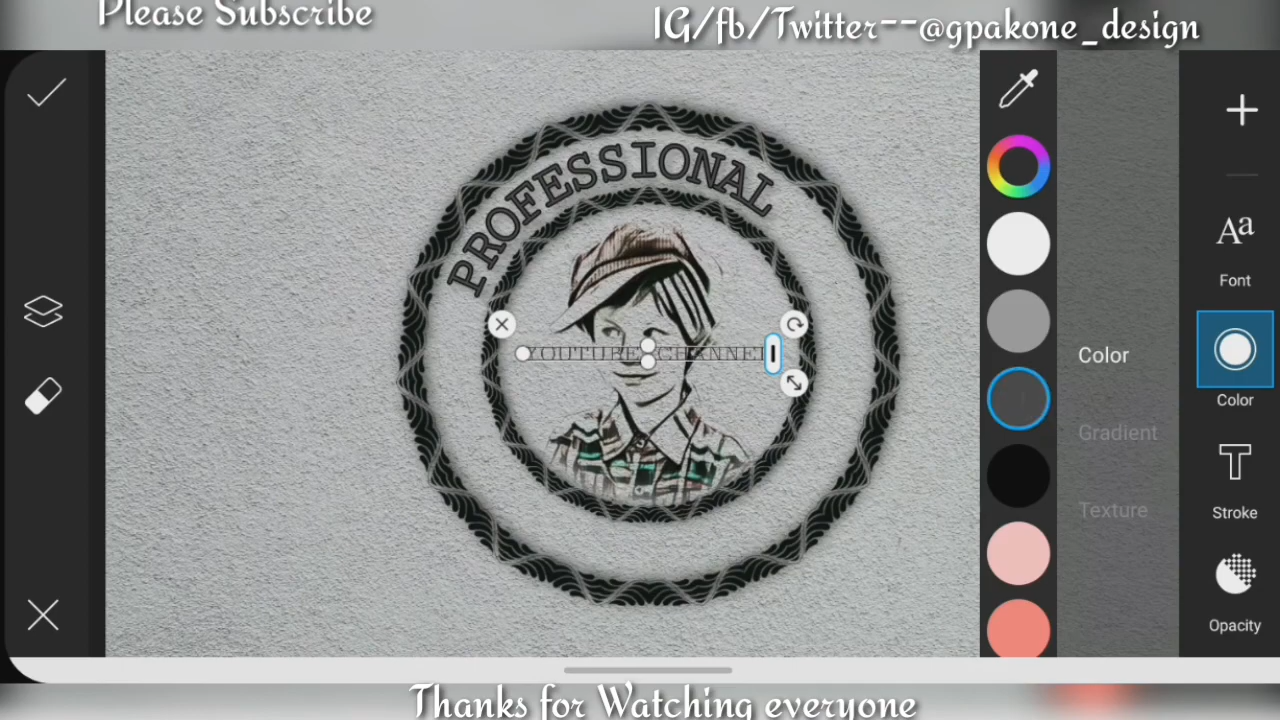 Please Subscribe
IG/fb/Twitter--@gpakone_design
PROFESSIONAL
YOUTUBE CHANNEL
Aa
Font
Color
Color
Gradient
Texture
T
Stroke
Opacity
Thanks for Watching everyone